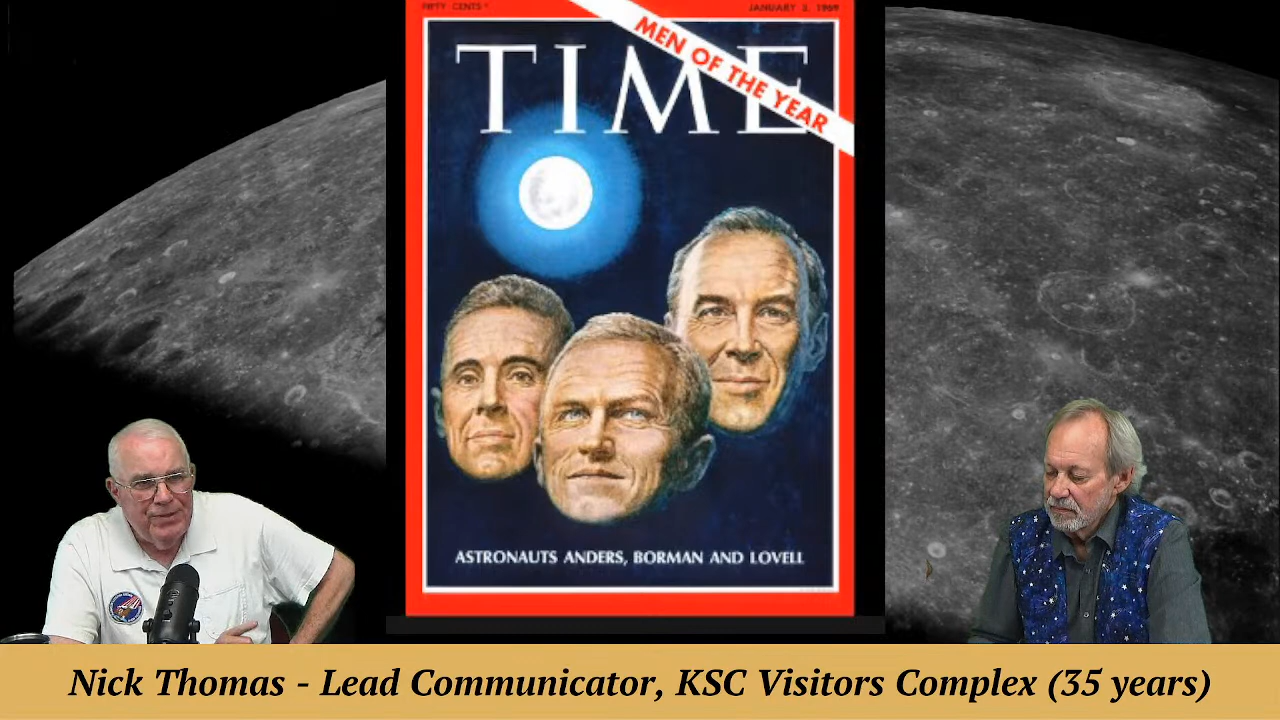 FIFTY CENTS
JANUARY 3, 1969
MEN OF THE YEAR
TIME
ASTRONAUTS ANDERS, BORMAN AND LOVELL
Nick Thomas - Lead Communicator, KSC Visitors Complex (35 years)